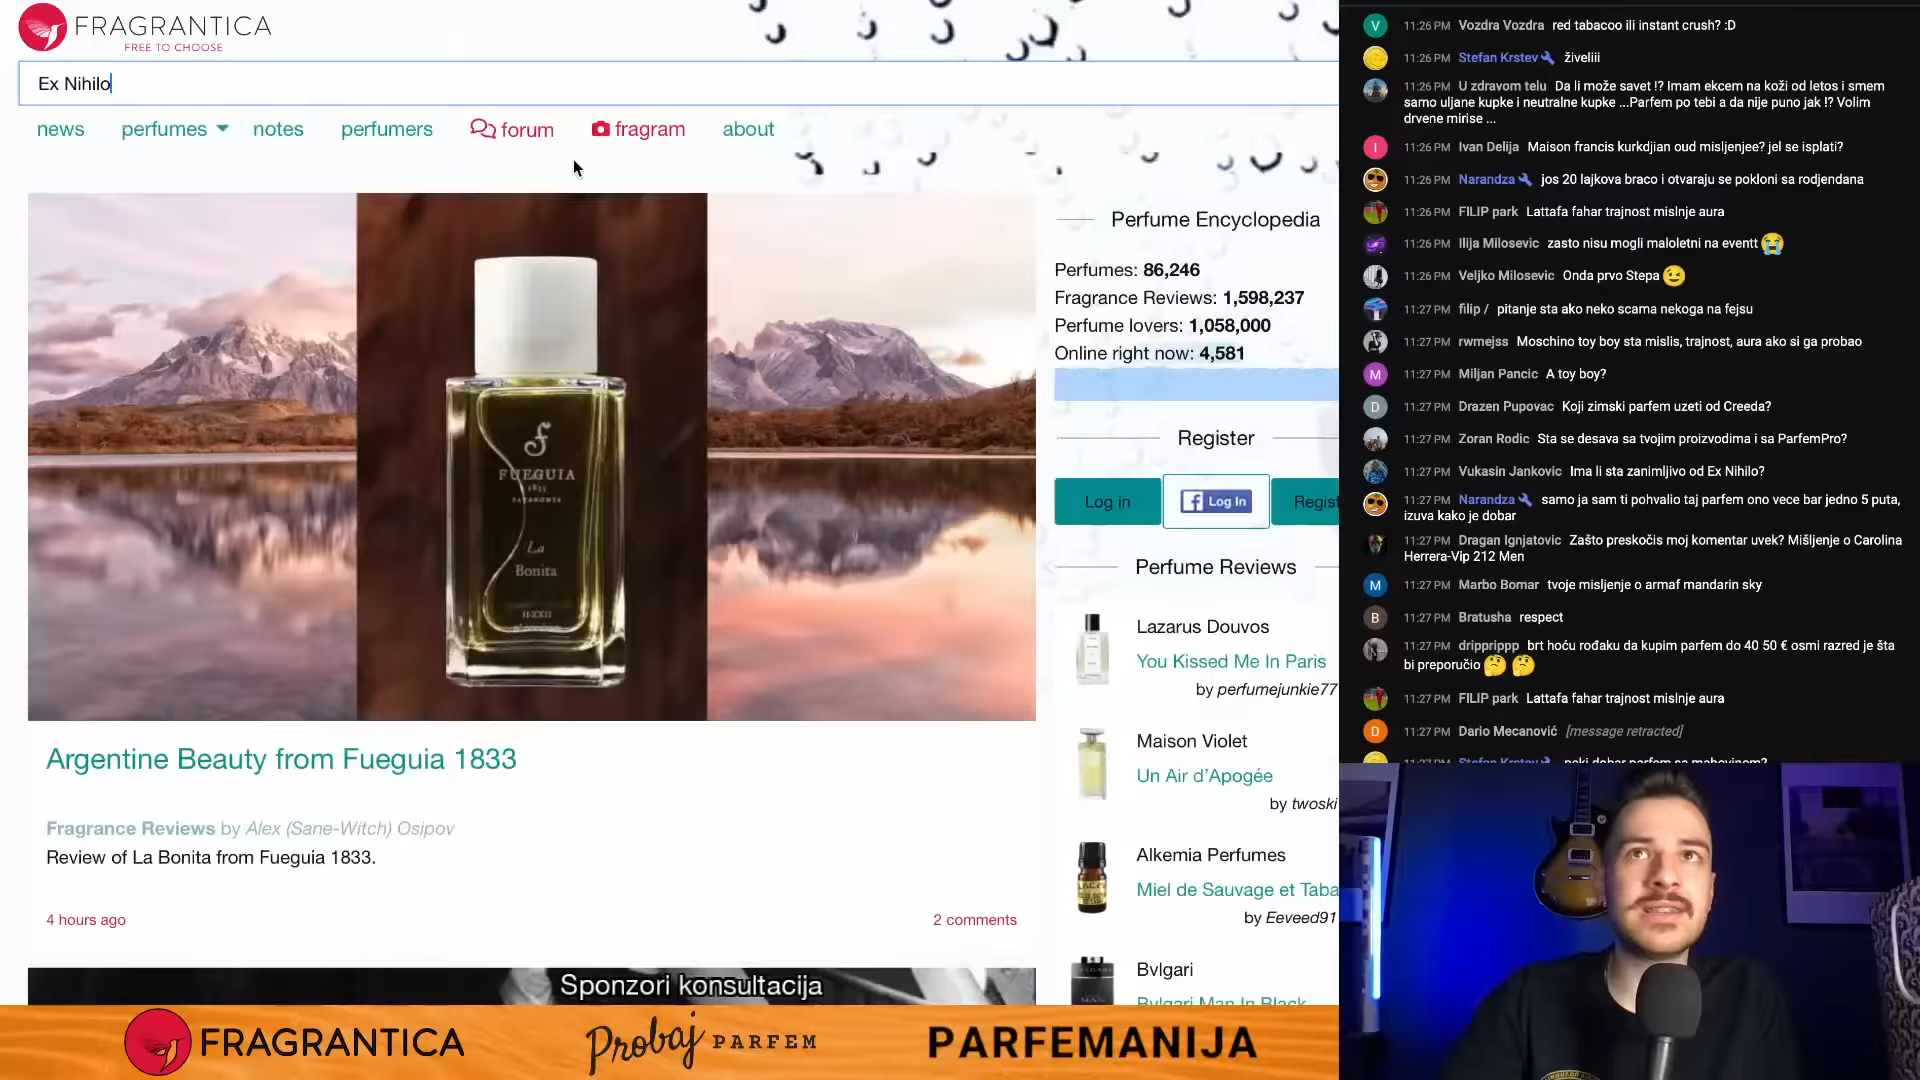 FRAGRANTICA
FREE TO CHOOSE
Ex Nihilo
news perfumes notes perfumers forum fragram about
FUEGUIA
1833
PATAGONIA
La
Bonita
Argentine Beauty from Fueguia 1833
Fragrance Reviews by Alex (Sane-Witch) Osipov
Review of La Bonita from Fueguia 1833.
4 hours ago 2 comments
Sponzori konsultacija
Perfume Encyclopedia
Perfumes: 86,246
Fragrance Reviews: 1,598,237
Perfume lovers: 1,058,000
Online right now: 4,581
Register
Log in Log In Regist
Perfume Reviews
Lazarus Douvos
You Kissed Me In Paris
by perfumejunkie77
Maison Violet
Un Air d’Apogée
by twoski
Alkemia Perfumes
Miel de Sauvage et Taba
by Eeveed91
Bvlgari
Bvlgari Man In Black
FRAGRANTICA Probaj PARFEM PARFEMANIJA
V 11:26 PM Vozdra Vozdra red tabacoo ili instant crush? :D
11:26 PM Stefan Krstev živeliii
11:26 PM U zdravom telu Da li može savet !? Imam ekcem na koži od letos i smem
samo uljane kupke i neutralne kupke ...Parfem po tebi a da nije puno jak !? Volim
drvene mirise ...
I 11:26 PM Ivan Delija Maison francis kurkdjian oud misljenjee? jel se isplati?
11:26 PM Narandza jos 20 lajkova braco i otvaraju se pokloni sa rodjendana
11:26 PM FILIP park Lattafa fahar trajnost mislnje aura
11:26 PM Ilija Milosevic zasto nisu mogli maloletni na eventt 😭
11:26 PM Veljko Milosevic Onda prvo Stepa 😉
11:27 PM filip / pitanje sta ako neko scama nekoga na fejsu
11:27 PM rwmejss Moschino toy boy sta mislis, trajnost, aura ako si ga probao
M 11:27 PM Miljan Pancic A toy boy?
D 11:27 PM Drazen Pupovac Koji zimski parfem uzeti od Creeda?
11:27 PM Zoran Rodic Sta se desava sa tvojim proizvodima i sa ParfemPro?
11:27 PM Vukasin Jankovic Ima li sta zanimljivo od Ex Nihilo?
11:27 PM Narandza samo ja sam ti pohvalio taj parfem ono vece bar jedno 5 puta,
izuva kako je dobar
11:27 PM Dragan Ignjatovic Zašto preskočis moj komentar uvek? Mišljenje o Carolina
Herrera-Vip 212 Men
M 11:27 PM Marbo Bomar tvoje misljenje o armaf mandarin sky
B 11:27 PM Bratusha respect
11:27 PM dripprippp brt hoću rođaku da kupim parfem do 40 50 € osmi razred je šta
bi preporučio 🤔 🤔
11:27 PM FILIP park Lattafa fahar trajnost mislnje aura
D 11:27 PM Dario Mecanović [message retracted]
11:27 PM Stefan Krstev neki dobar parfem sa mahovinom?